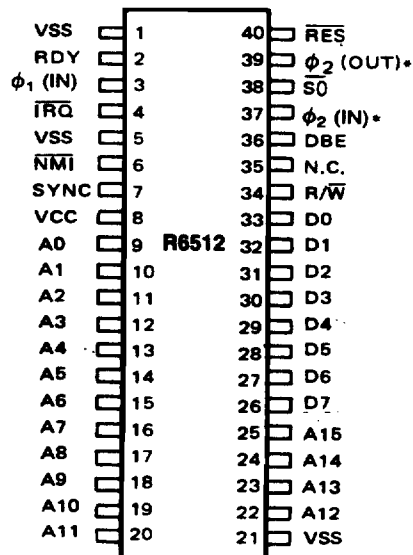 VSS 1 40 R̅E̅S̅
RDY 2 39 ϕ₂ (OUT)*
ϕ₁ (IN) 3 38 S̅0̅
I̅R̅Q̅ 4 37 ϕ₂ (IN)*
VSS 5 36 DBE
N̅M̅I̅ 6 35 N.C.
SYNC 7 34 R/W̅
VCC 8 33 D0
A0 9 R6512 32 D1
A1 10 31 D2
A2 11 30 D3
A3 12 29 D4
A4 13 28 D5
A5 14 27 D6
A6 15 26 D7
A7 16 25 A15
A8 17 24 A14
A9 18 23 A13
A10 19 22 A12
A11 20 21 VSS